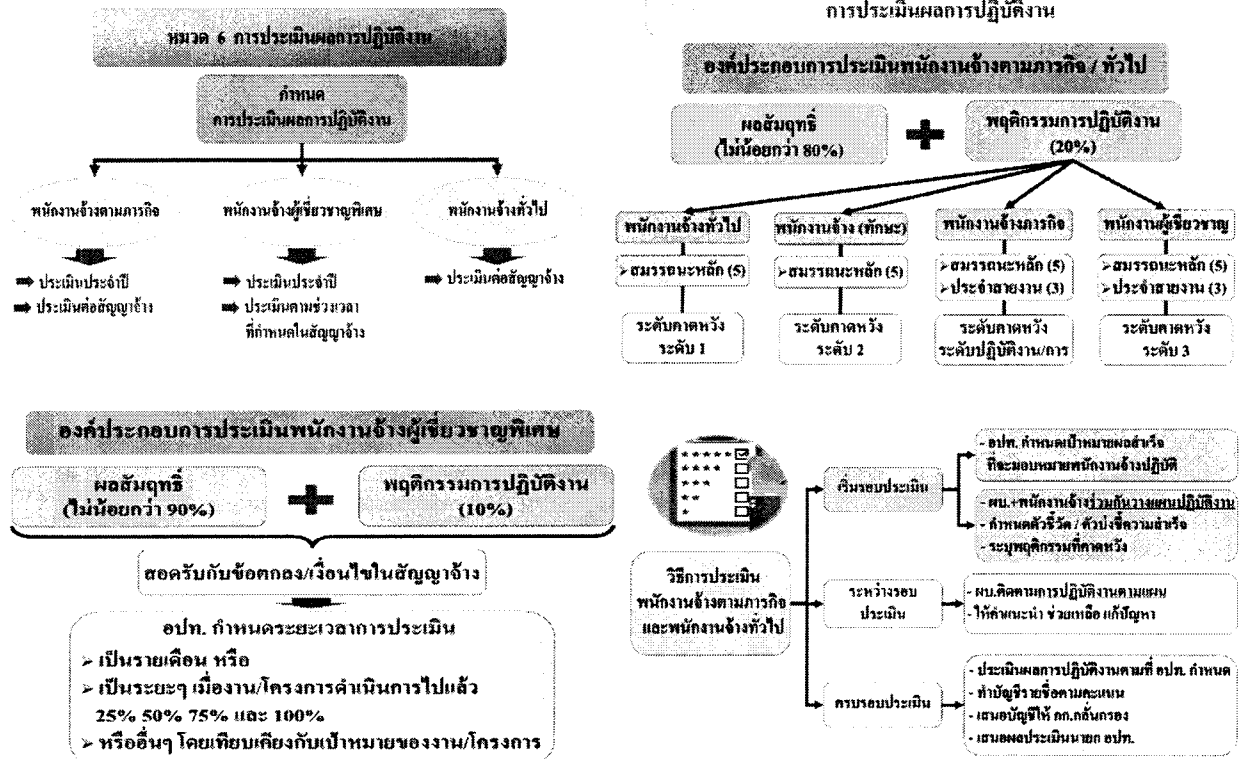 หมวด 6 การประเมินผลการปฏิบัติงาน
กำหนด
การประเมินผลการปฏิบัติงาน
พนักงานจ้างตามภารกิจ
➡ ประเมินประจำปี
➡ ประเมินต่อสัญญาจ้าง
พนักงานจ้างผู้เชี่ยวชาญพิเศษ
➡ ประเมินประจำปี
➡ ประเมินตามช่วงเวลา
ที่กำหนดในสัญญาจ้าง
พนักงานจ้างทั่วไป
➡ ประเมินต่อสัญญาจ้าง
การประเมินผลการปฏิบัติงาน
องค์ประกอบการประเมินพนักงานจ้างตามภารกิจ / ทั่วไป
ผลสัมฤทธิ์
(ไม่น้อยกว่า 80%)
+
พฤติกรรมการปฏิบัติงาน
(20%)
พนักงานจ้างทั่วไป
➢สมรรถนะหลัก (5)
ระดับคาดหวัง
ระดับ 1
พนักงานจ้าง (ทักษะ)
➢สมรรถนะหลัก (5)
ระดับคาดหวัง
ระดับ 2
พนักงานจ้างภารกิจ
➢สมรรถนะหลัก (5)
➢ประจำสายงาน (3)
ระดับคาดหวัง
ระดับปฏิบัติงาน/การ
พนักงานผู้เชี่ยวชาญ
➢สมรรถนะหลัก (5)
➢ประจำสายงาน (3)
ระดับคาดหวัง
ระดับ 3
องค์ประกอบการประเมินพนักงานจ้างผู้เชี่ยวชาญพิเศษ
ผลสัมฤทธิ์
(ไม่น้อยกว่า 90%)
+
พฤติกรรมการปฏิบัติงาน
(10%)
สอดรับกับข้อตกลง/เงื่อนไขในสัญญาจ้าง
อปท. กำหนดระยะเวลาการประเมิน
➢ เป็นรายเดือน หรือ
➢ เป็นระยะๆ เมื่องาน/โครงการดำเนินการไปแล้ว
25% 50% 75% และ 100%
➢ หรืออื่นๆ โดยเทียบเคียงกับเป้าหมายของงาน/โครงการ
วิธีการประเมิน
พนักงานจ้างตามภารกิจ
และพนักงานจ้างทั่วไป
เริ่มรอบประเมิน
- อปท. กำหนดเป้าหมายผลสำเร็จ
ที่จะมอบหมายพนักงานจ้างปฏิบัติ
- ผบ.+พนักงานจ้างร่วมกันวางแผนปฏิบัติงาน
- กำหนดตัวชี้วัด / ตัวบ่งชี้ความสำเร็จ
- ระบุพฤติกรรมที่คาดหวัง
ระหว่างรอบ
ประเมิน
- ผบ.ติดตามการปฏิบัติงานตามแผน
- ให้คำแนะนำ ช่วยเหลือ แก้ปัญหา
ครบรอบประเมิน
- ประเมินผลการปฏิบัติงานตามที่ อปท. กำหนด
- ทำบัญชีรายชื่อตามคะแนน
- เสนอบัญชีให้ กก.กลั่นกรอง
- เสนอผลประเมินนายก อปท.